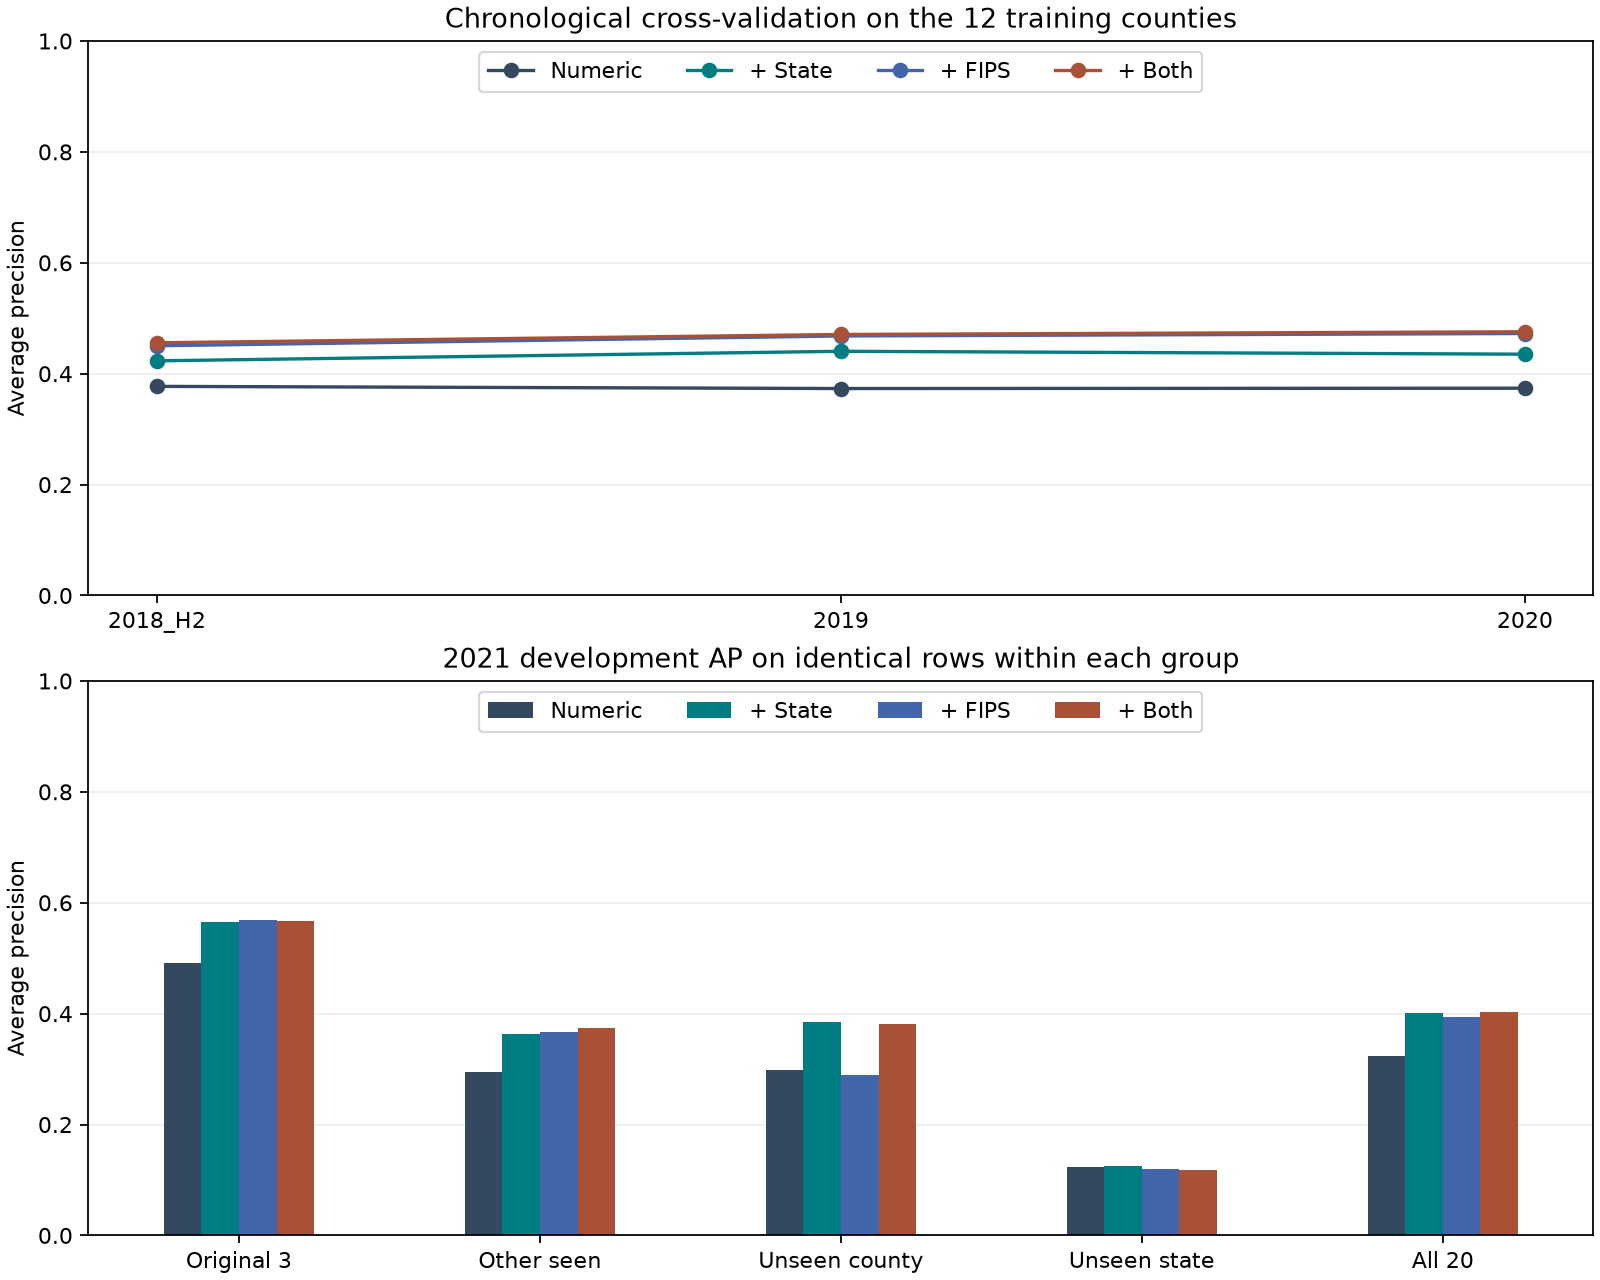 Chronological cross-validation on the 12 training counties
Numeric + State + FIPS + Both
Average precision
1.0
0.8
0.6
0.4
0.2
0.0
2018_H2 2019 2020
2021 development AP on identical rows within each group
Numeric + State + FIPS + Both
Average precision
1.0
0.8
0.6
0.4
0.2
0.0
Original 3 Other seen Unseen county Unseen state All 20